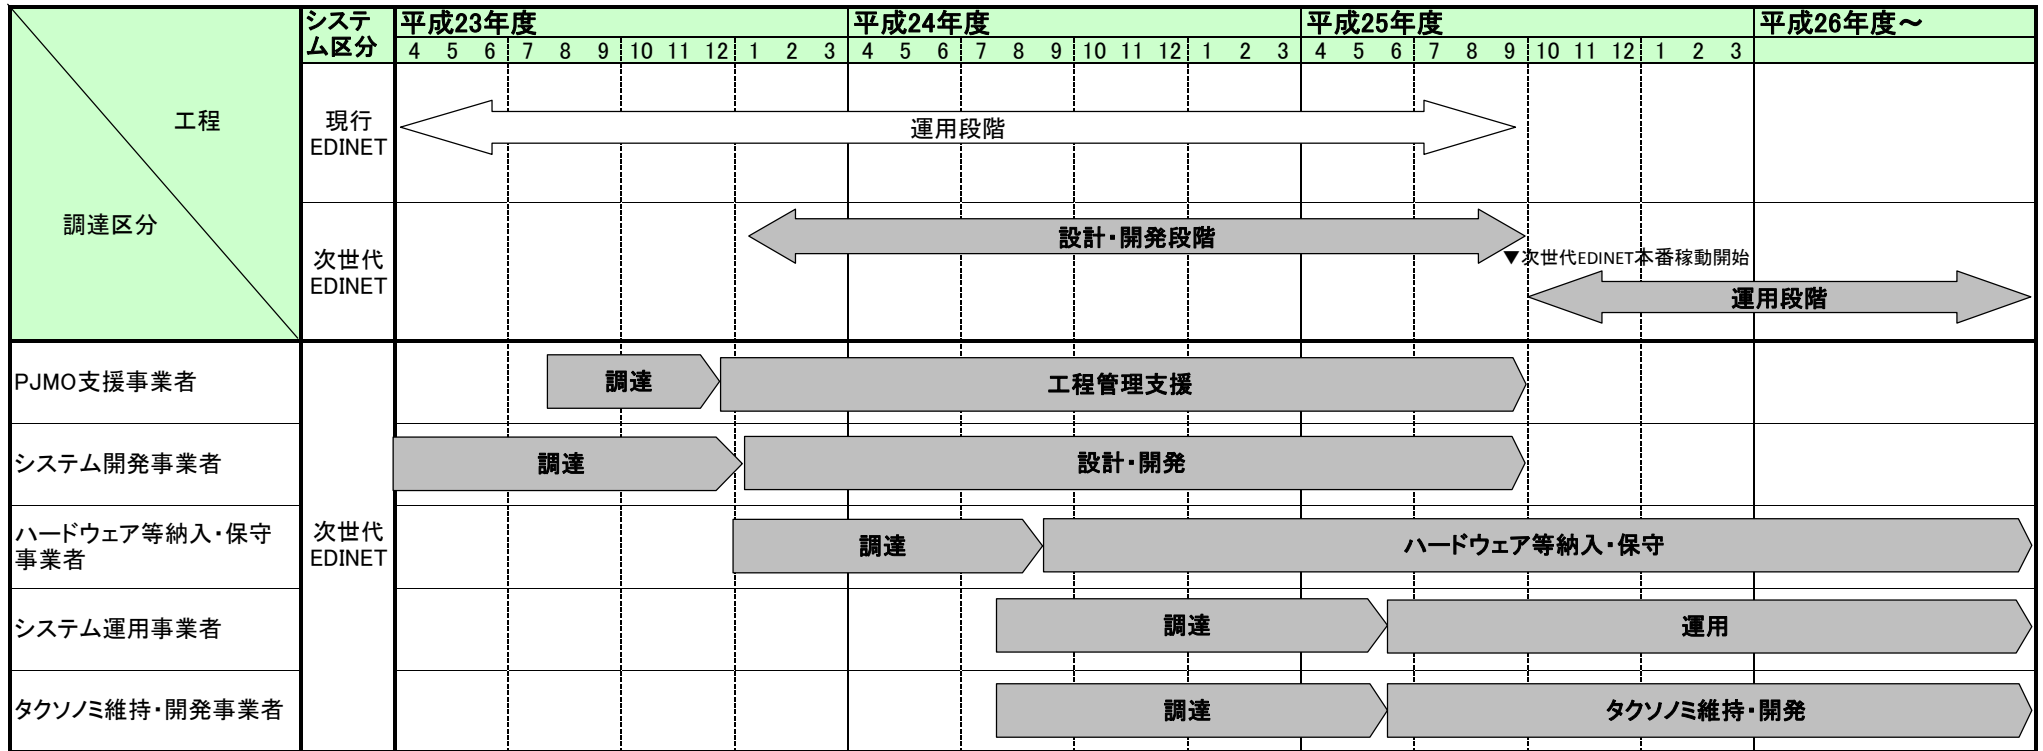 システ
ム区分
平成23年度
平成24年度
平成25年度
平成26年度～
4 5 6 7 8 9 10 11 12 1 2 3 4 5 6 7 8 9 10 11 12 1 2 3 4 5 6 7 8 9 10 11 12 1 2 3
工程
調達区分
現行
EDINET
運用段階
次世代
EDINET
設計・開発段階
▼次世代EDINET本番稼動開始
運用段階
PJMO支援事業者
調達
工程管理支援
システム開発事業者
調達
設計・開発
ハードウェア等納入・保守
事業者
次世代
EDINET
調達
ハードウェア等納入・保守
システム運用事業者
調達
運用
タクソノミ維持・開発事業者
調達
タクソノミ維持・開発